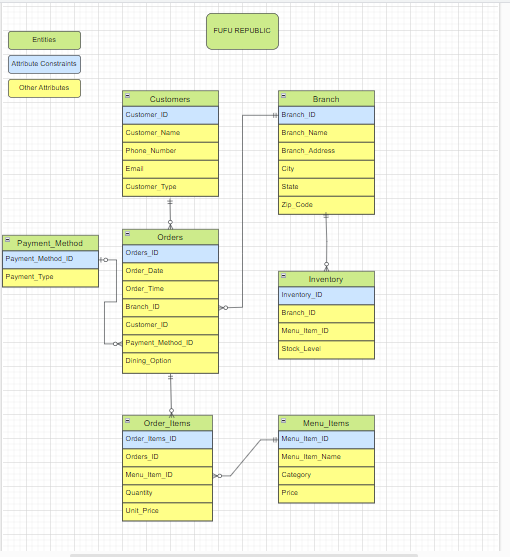 FUFU REPUBLIC
Entities
Attribute Constraints
Other Attributes
Customers
Customer_ID
Customer_Name
Phone_Number
Email
Customer_Type
Branch
Branch_ID
Branch_Name
Branch_Address
City
State
Zip_Code
Payment_Method
Payment_Method_ID
Payment_Type
Orders
Orders_ID
Order_Date
Order_Time
Branch_ID
Customer_ID
Payment_Method_ID
Dining_Option
Inventory
Inventory_ID
Branch_ID
Menu_Item_ID
Stock_Level
Order_Items
Order_Items_ID
Orders_ID
Menu_Item_ID
Quantity
Unit_Price
Menu_Items
Menu_Item_ID
Menu_Item_Name
Category
Price